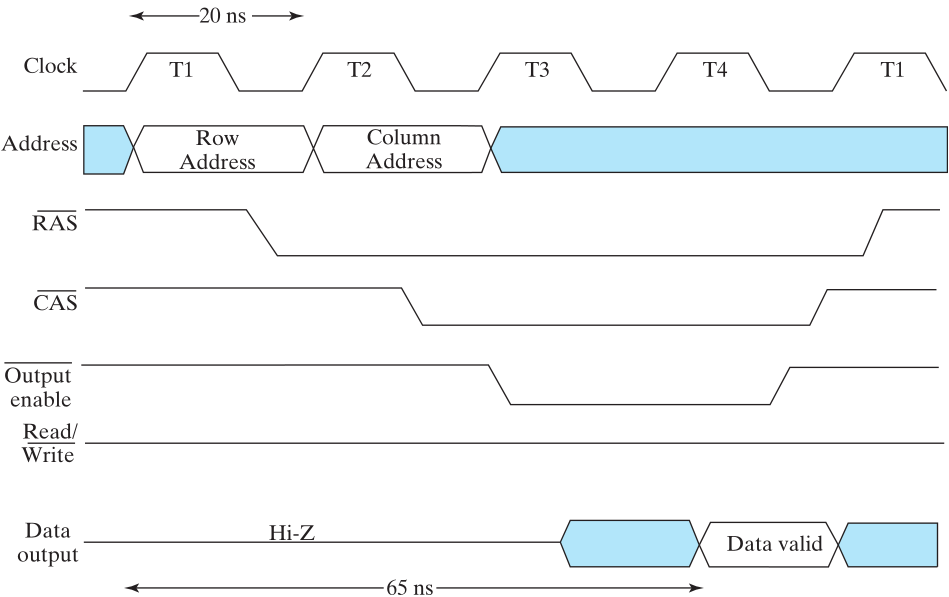 20 ns
Clock
T1
T2
T3
T4
T1
Address
Row
Address
Column
Address
RAS
CAS
Output
enable
Read/
Write
Data
output
Hi-Z
Data valid
65 ns